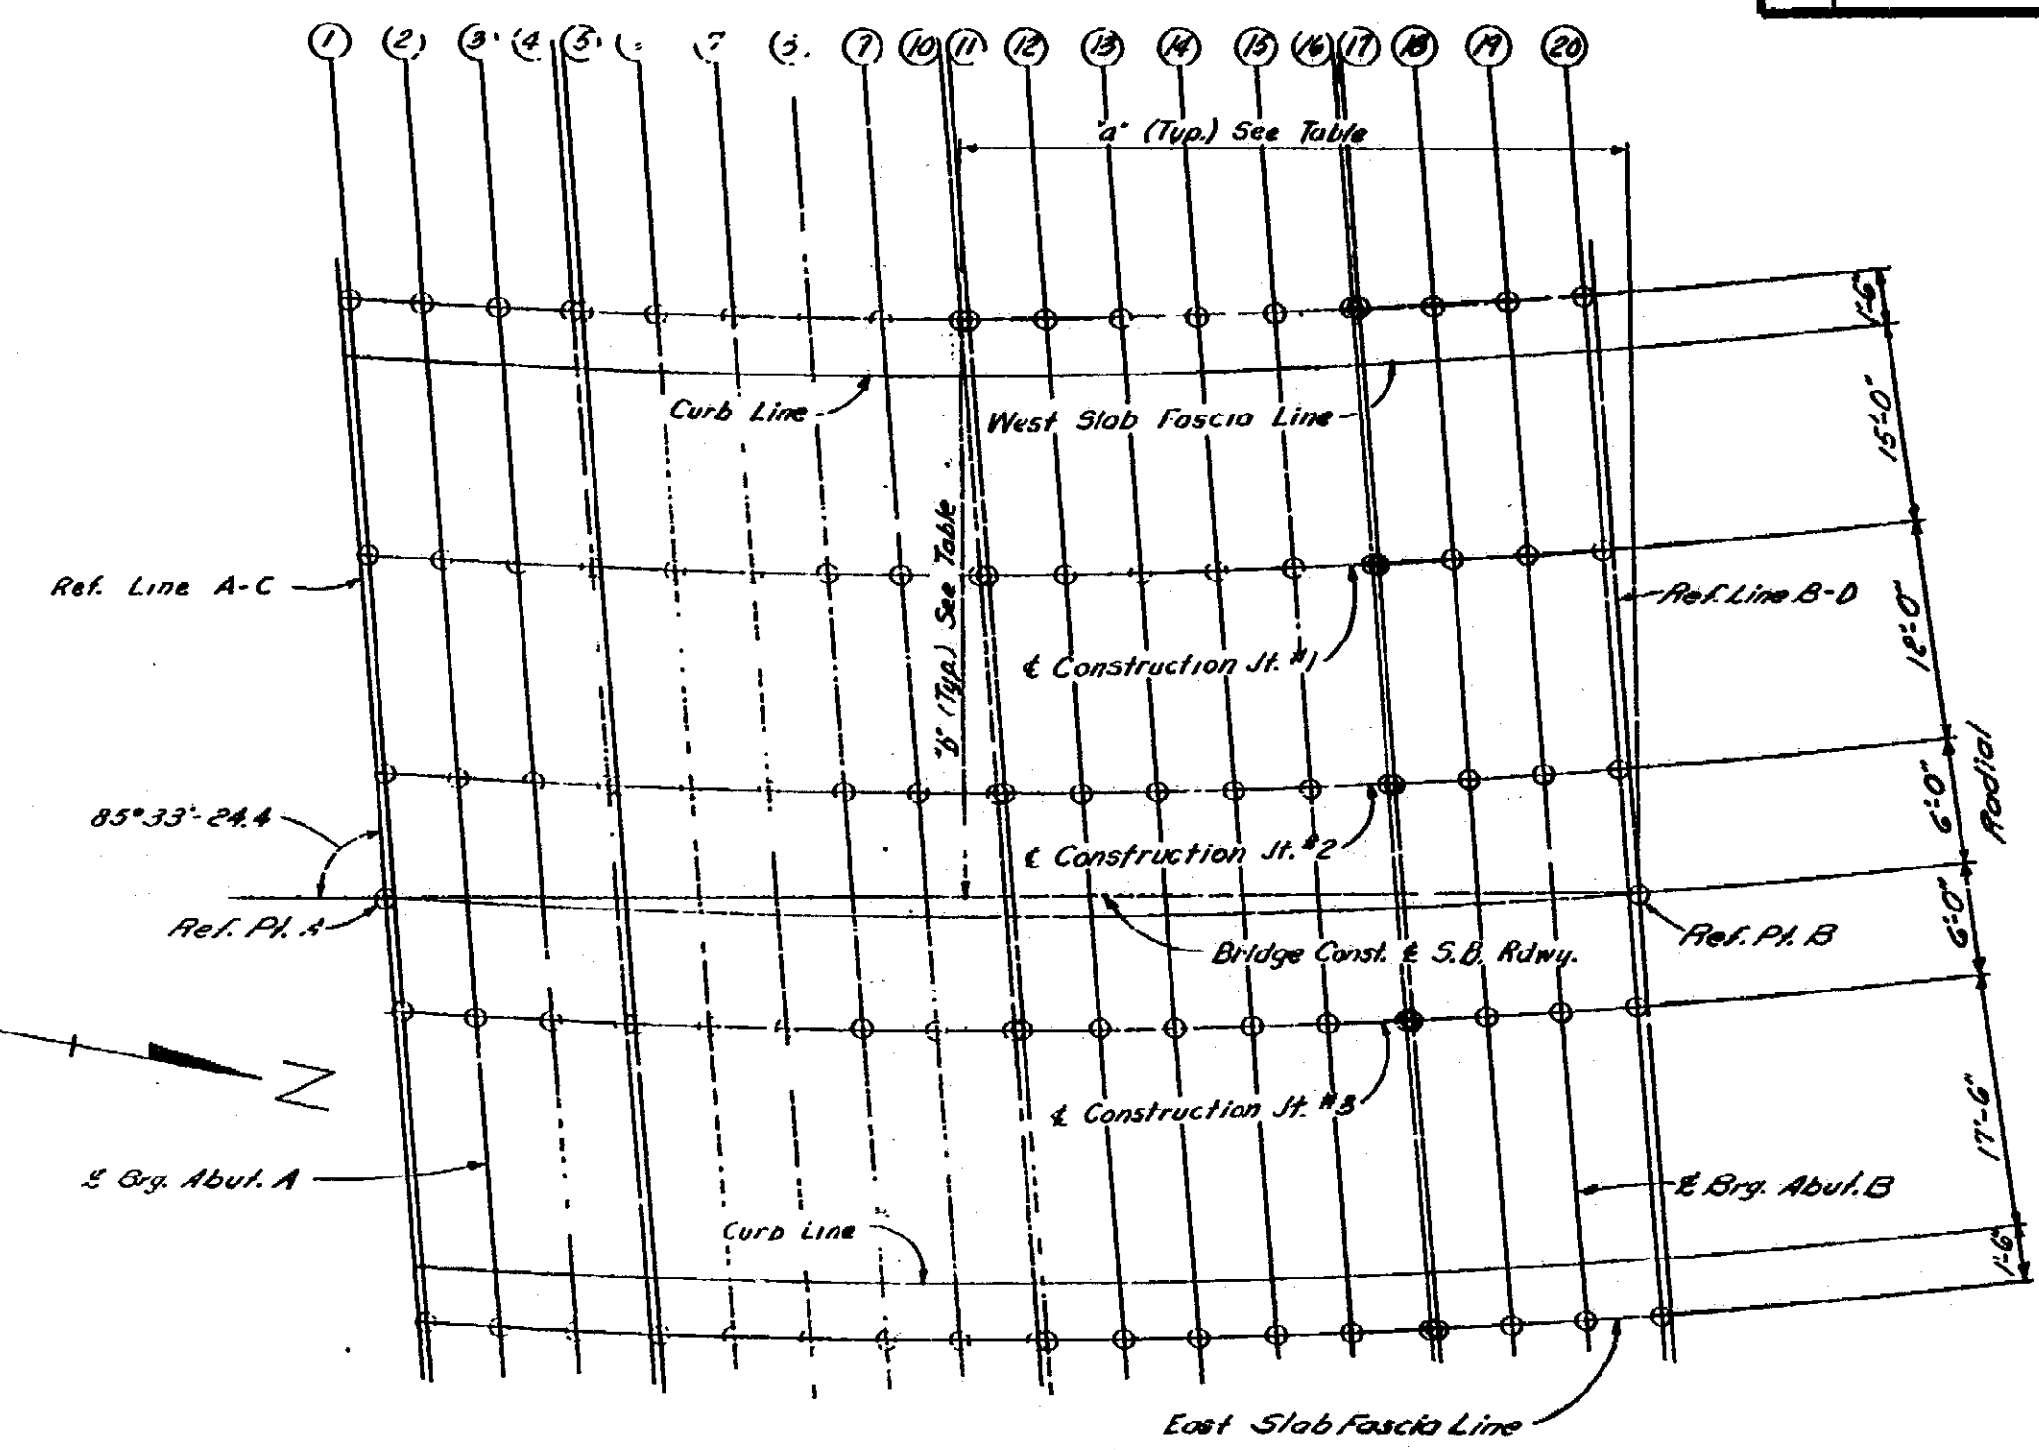 1 2 3 4 5 7 10 11 12 13 14 15 16 17 18 19 20
"a" (Typ.) See Table
1'-6"
Curb Line
West Slab Fascia Line
15'-0"
"b" (Typ.) See Table
Ref. Line A-C
Ref. Line B-D
12'-0"
℄ Construction Jt. #1
Radial
6'-0"
85°33'-24.4
℄ Construction Jt. #2
Ref. Pt. A
6'-0"
Ref. Pt. B
Bridge Const. ℄ S.B. Rdwy.
N
℄ Construction Jt. #3
17'-6"
℄ Brg. Abut. A
℄ Brg. Abut. B
Curb Line
1'-6"
East Slab Fascia Line